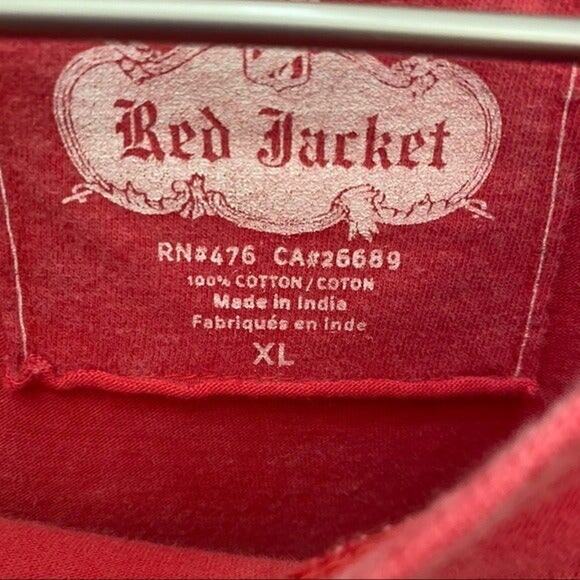 Red Jacket
RN#476 CA#26689
100% COTTON/COTON
Made in India
Fabriqués en Inde
XL